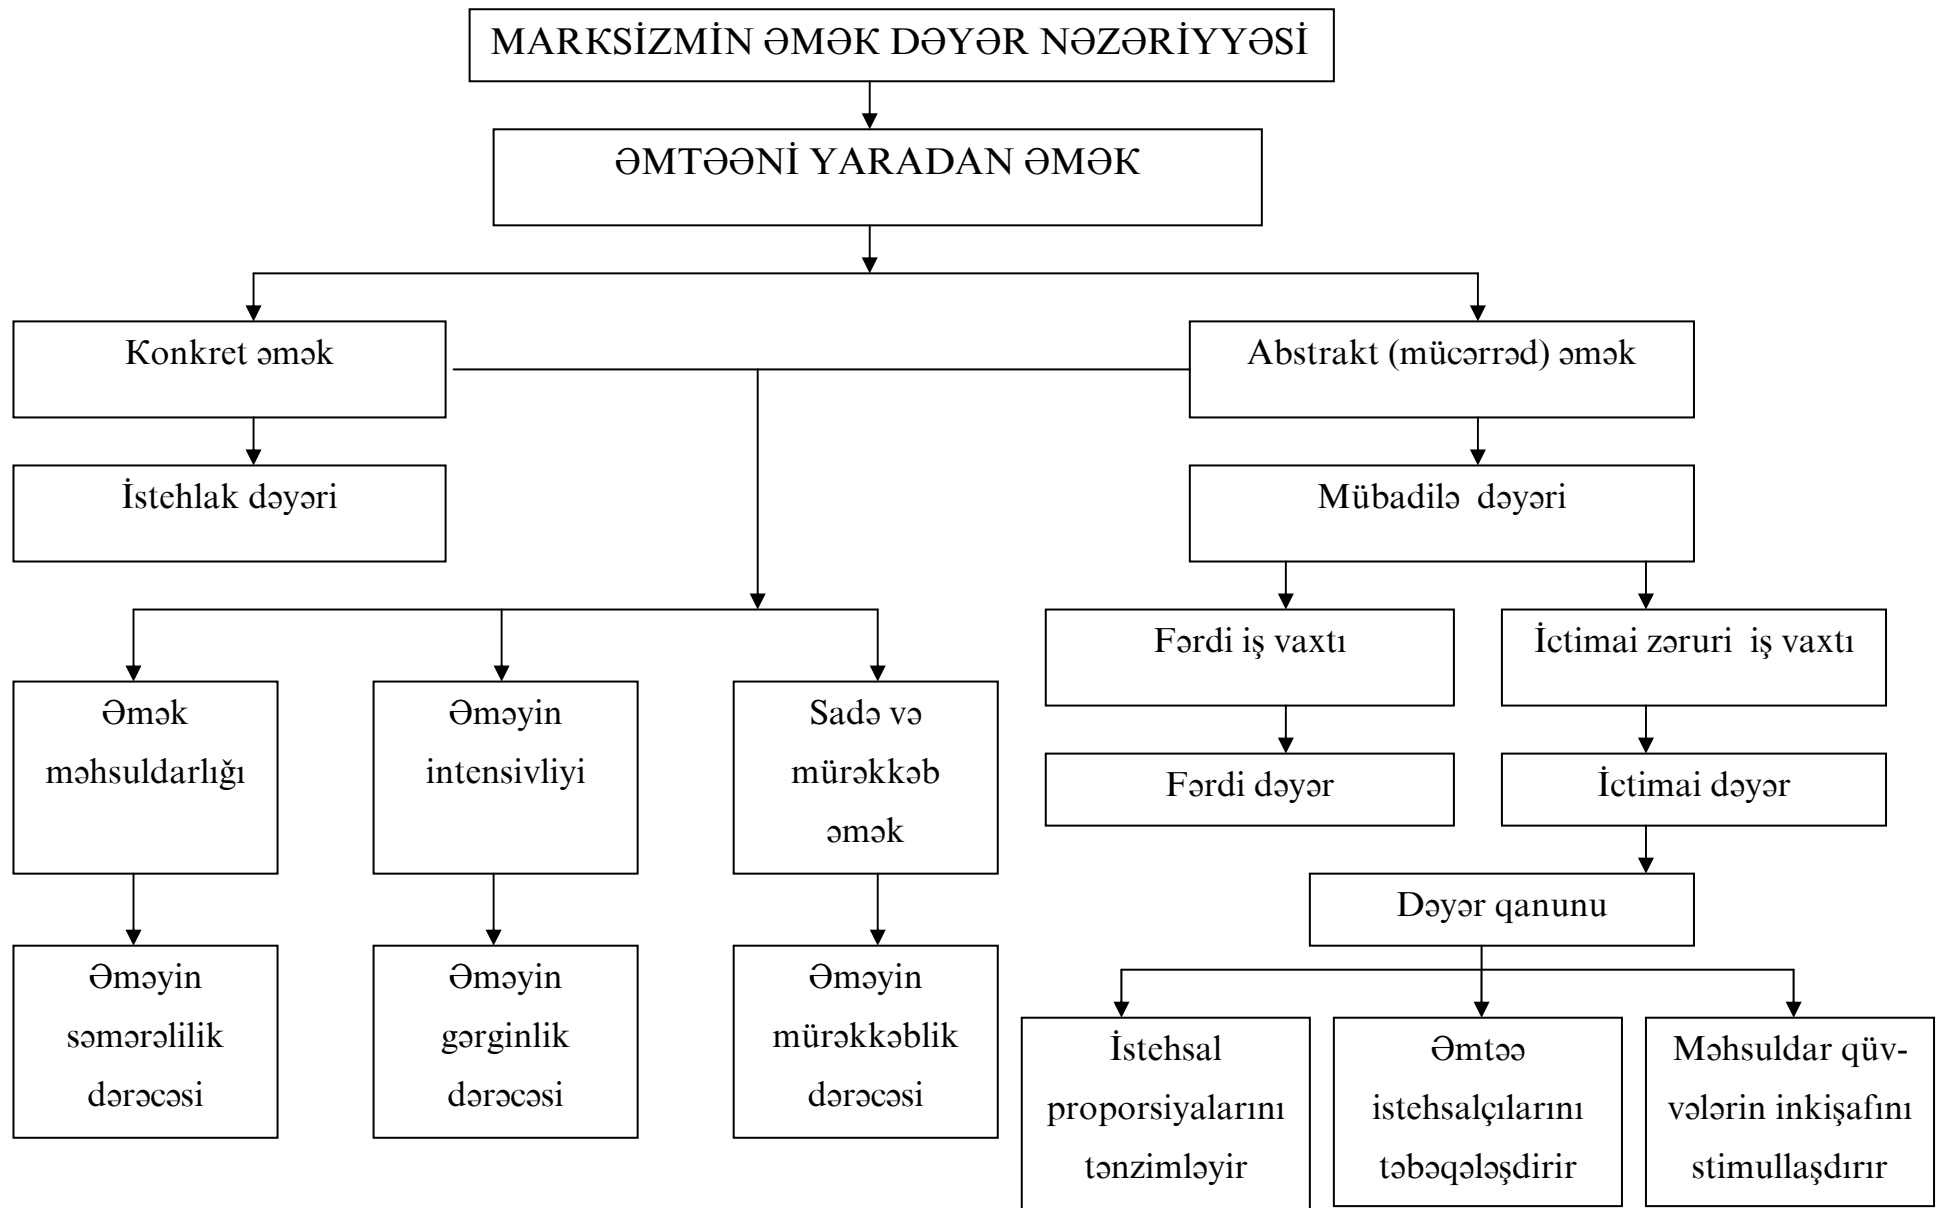 MARKSİZMİN ƏMƏK DƏYƏR NƏZƏRİYYƏSİ
ƏMTƏƏNİ YARADAN ƏMƏK
Konkret əmək
Abstrakt (mücərrəd) əmək
İstehlak dəyəri
Mübadilə dəyəri
Fərdi iş vaxtı
İctimai zəruri iş vaxtı
Əmək
məhsuldarlığı
Əməyin
intensivliyi
Sadə və
mürəkkəb
əmək
Fərdi dəyər
İctimai dəyər
Dəyər qanunu
Əməyin
səmərəlilik
dərəcəsi
Əməyin
gərginlik
dərəcəsi
Əməyin
mürəkkəblik
dərəcəsi
İstehsal
proporsiyalarını
tənzimləyir
Əmtəə
istehsalçılarını
təbəqələşdirir
Məhsuldar qüv-
vələrin inkişafını
stimullaşdırır